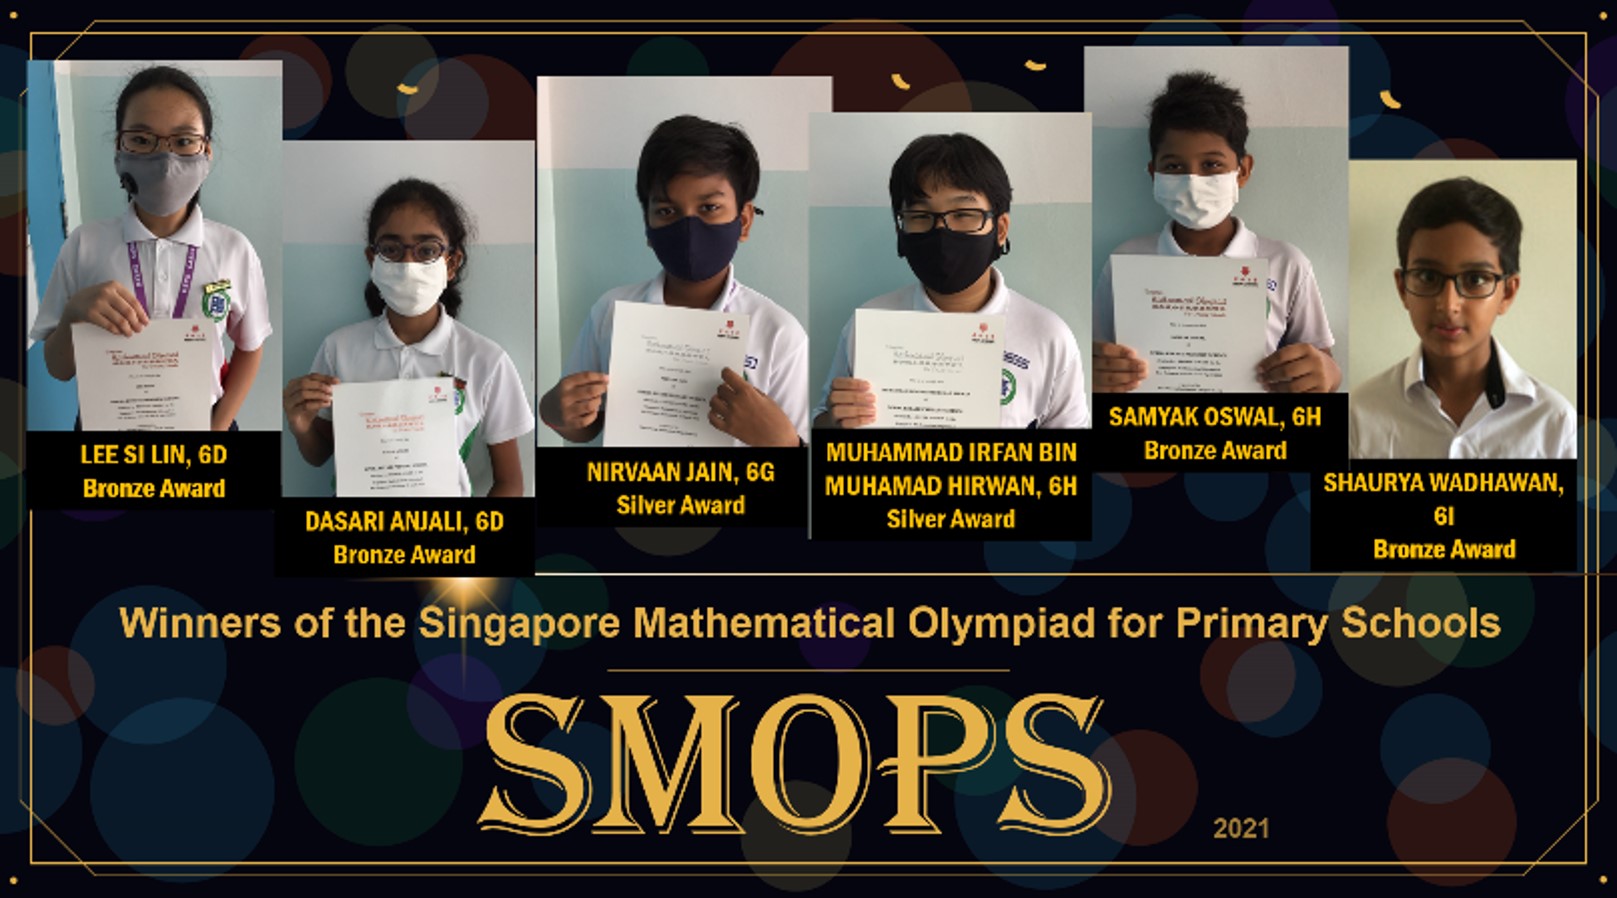 LEE SI LIN, 6D
Bronze Award
DASARI ANJALI, 6D
Bronze Award
NIRVAAN JAIN, 6G
Silver Award
MUHAMMAD IRFAN BIN
MUHAMAD HIRWAN, 6H
Silver Award
SAMYAK OSWAL, 6H
Bronze Award
SHAURYA WADHAWAN,
6I
Bronze Award
Winners of the Singapore Mathematical Olympiad for Primary Schools
SMOPS
2021